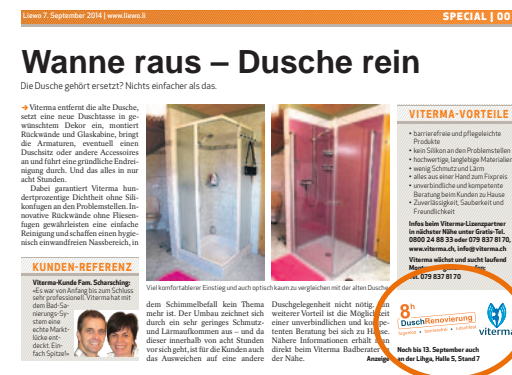 Liewo 7. September 2014 | www.liewo.li
SPECIAL | 00
Wanne raus – Dusche rein
Die Dusche gehört ersetzt? Nichts einfacher als das.
➔ Viterma entfernt die alte Dusche,
setzt eine neue Duschtasse in ge-
wünschtem Dekor ein, montiert
Rückwände und Glaskabine, bringt
die Armaturen, eventuell einen
Duschsitz oder andere Accessoires
an und führt eine gründliche Endrei-
nigung durch. Und das alles in nur
acht Stunden.
Dabei garantiert Viterma hun-
dertprozentige Dichtheit ohne Sili-
konfugen an den Problemstellen. In-
novative Rückwände ohne Fliesen-
fugen gewährleisten eine einfache
Reinigung und schaffen einen hygie-
nisch einwandfreien Nassbereich, in
KUNDEN-REFERENZ
Viterma-Kunde Fam. Scharsching:
«Es war von Anfang bis zum Schluss
sehr professionell. Viterma hat mit
dem Bad-Sa-
nierungs-Sy-
stem eine
echte Markt-
lücke ent-
deckt. Ein-
fach Spitze!»
Viel komfortablerer Einstieg und auch optisch kaum zu vergleichen mit der alten Dusche
dem Schimmelbefall kein Thema
mehr ist. Der Umbau zeichnet sich
durch ein sehr geringes Schmutz-
und Lärmaufkommen aus – und da
dieser innerhalb von acht Stunden
vor sich geht, ist für die Kunden auch
das Ausweichen auf eine andere
Duschgelegenheit nicht nötig. Ein
weiterer Vorteil ist die Möglichkeit
einer unverbindlichen und kompe-
tenten Beratung bei sich zu Hause.
Nähere Informationen erhält man
direkt beim Viterma Badberater in
der Nähe.
Anzeige
VITERMA-VORTEILE
• barrierefreie und pflegeleichte
Produkte
• kein Silikon an den Problemstellen
• hochwertige, langlebige Materialien
• wenig Schmutz und Lärm
• alles aus einer Hand zum Fixpreis
• unverbindliche und kompetente
Beratung beim Kunden zu Hause
• Zuverlässigkeit, Sauberkeit und
Freundlichkeit
Infos beim Viterma-Lizenzpartner
in nächster Nähe unter Gratis-Tel.
0800 24 88 33 oder 079 837 81 70,
www.viterma.ch, info@viterma.ch
Viterma wächst und sucht laufend
Tel. 079 837 81 70
8h
DuschRenovierung
viterma
Noch bis 13. September auch
an der Lihga, Halle 5, Stand 7